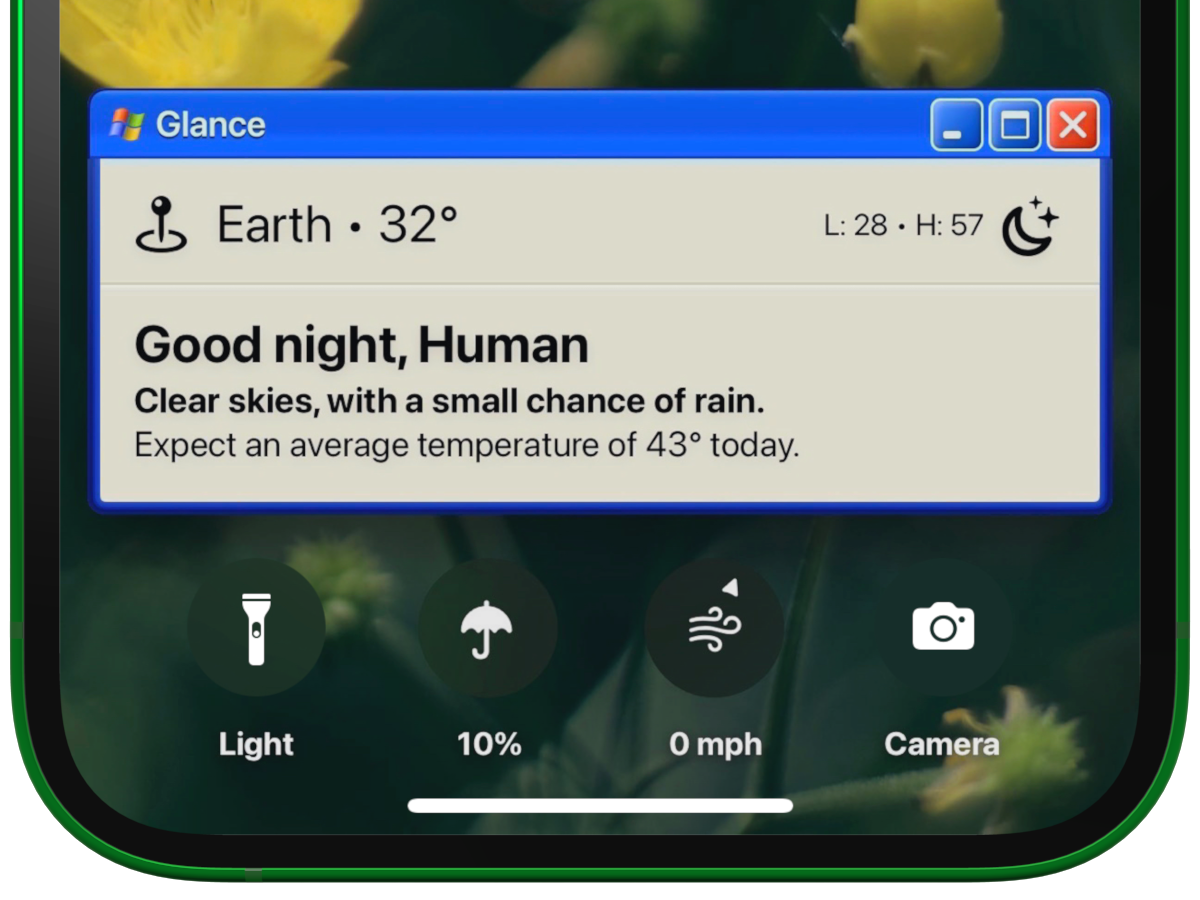 Glance
Earth • 32°
L: 28 • H: 57
Good night, Human
Clear skies, with a small chance of rain.
Expect an average temperature of 43° today.
Light
10%
0 mph
Camera